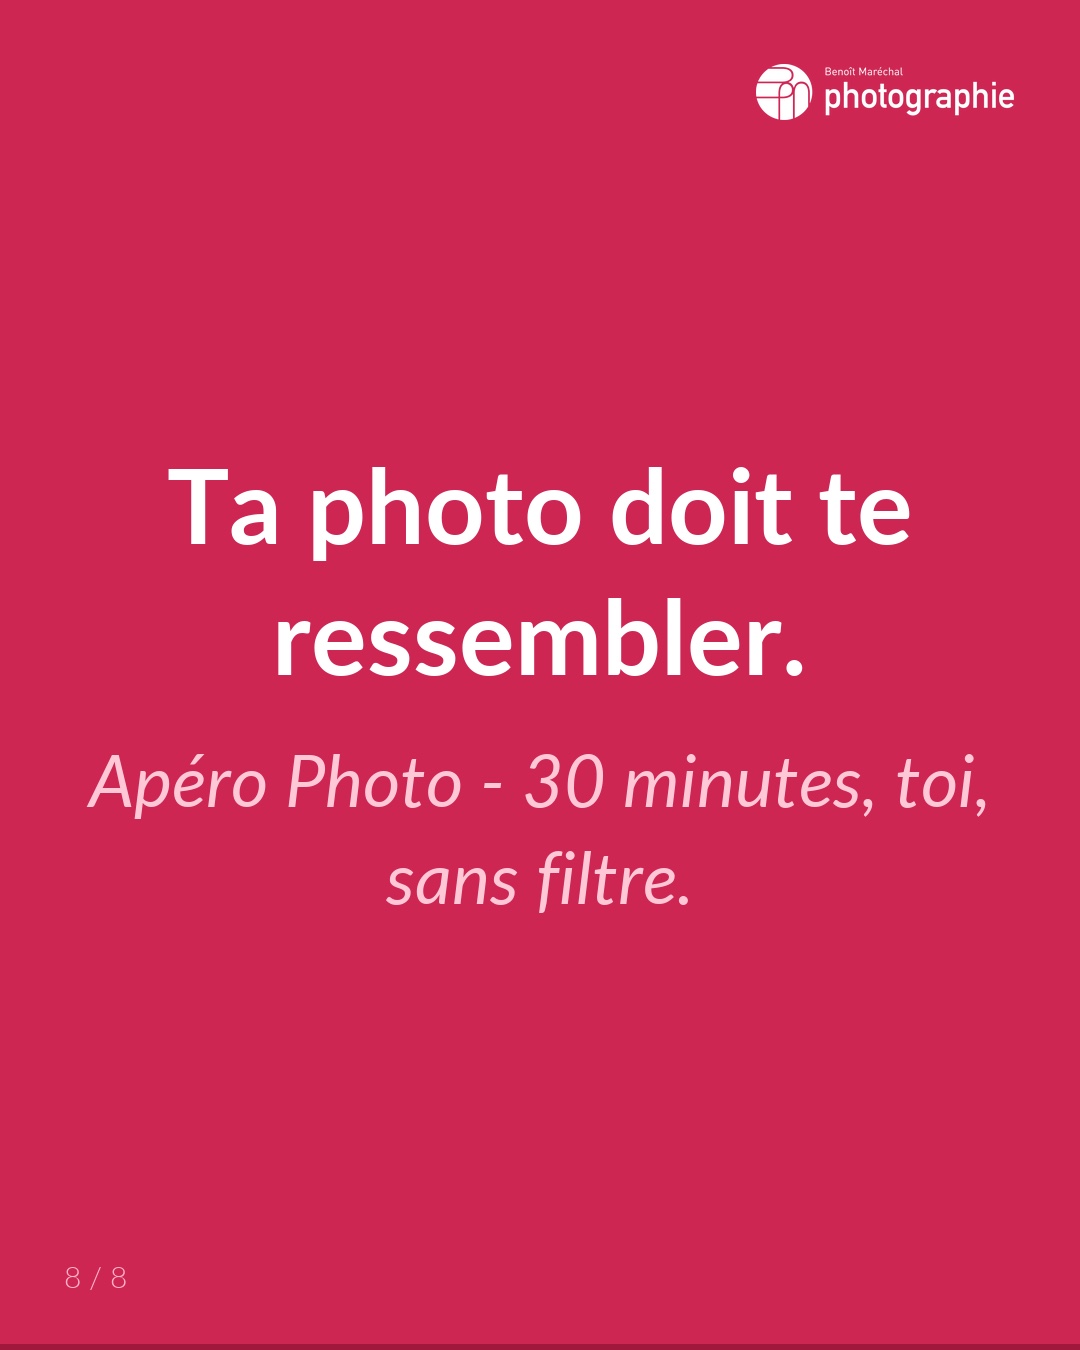 Benoît Maréchal
photographie
Ta photo doit te
ressembler.
Apéro Photo - 30 minutes, toi,
sans filtre.
8 / 8